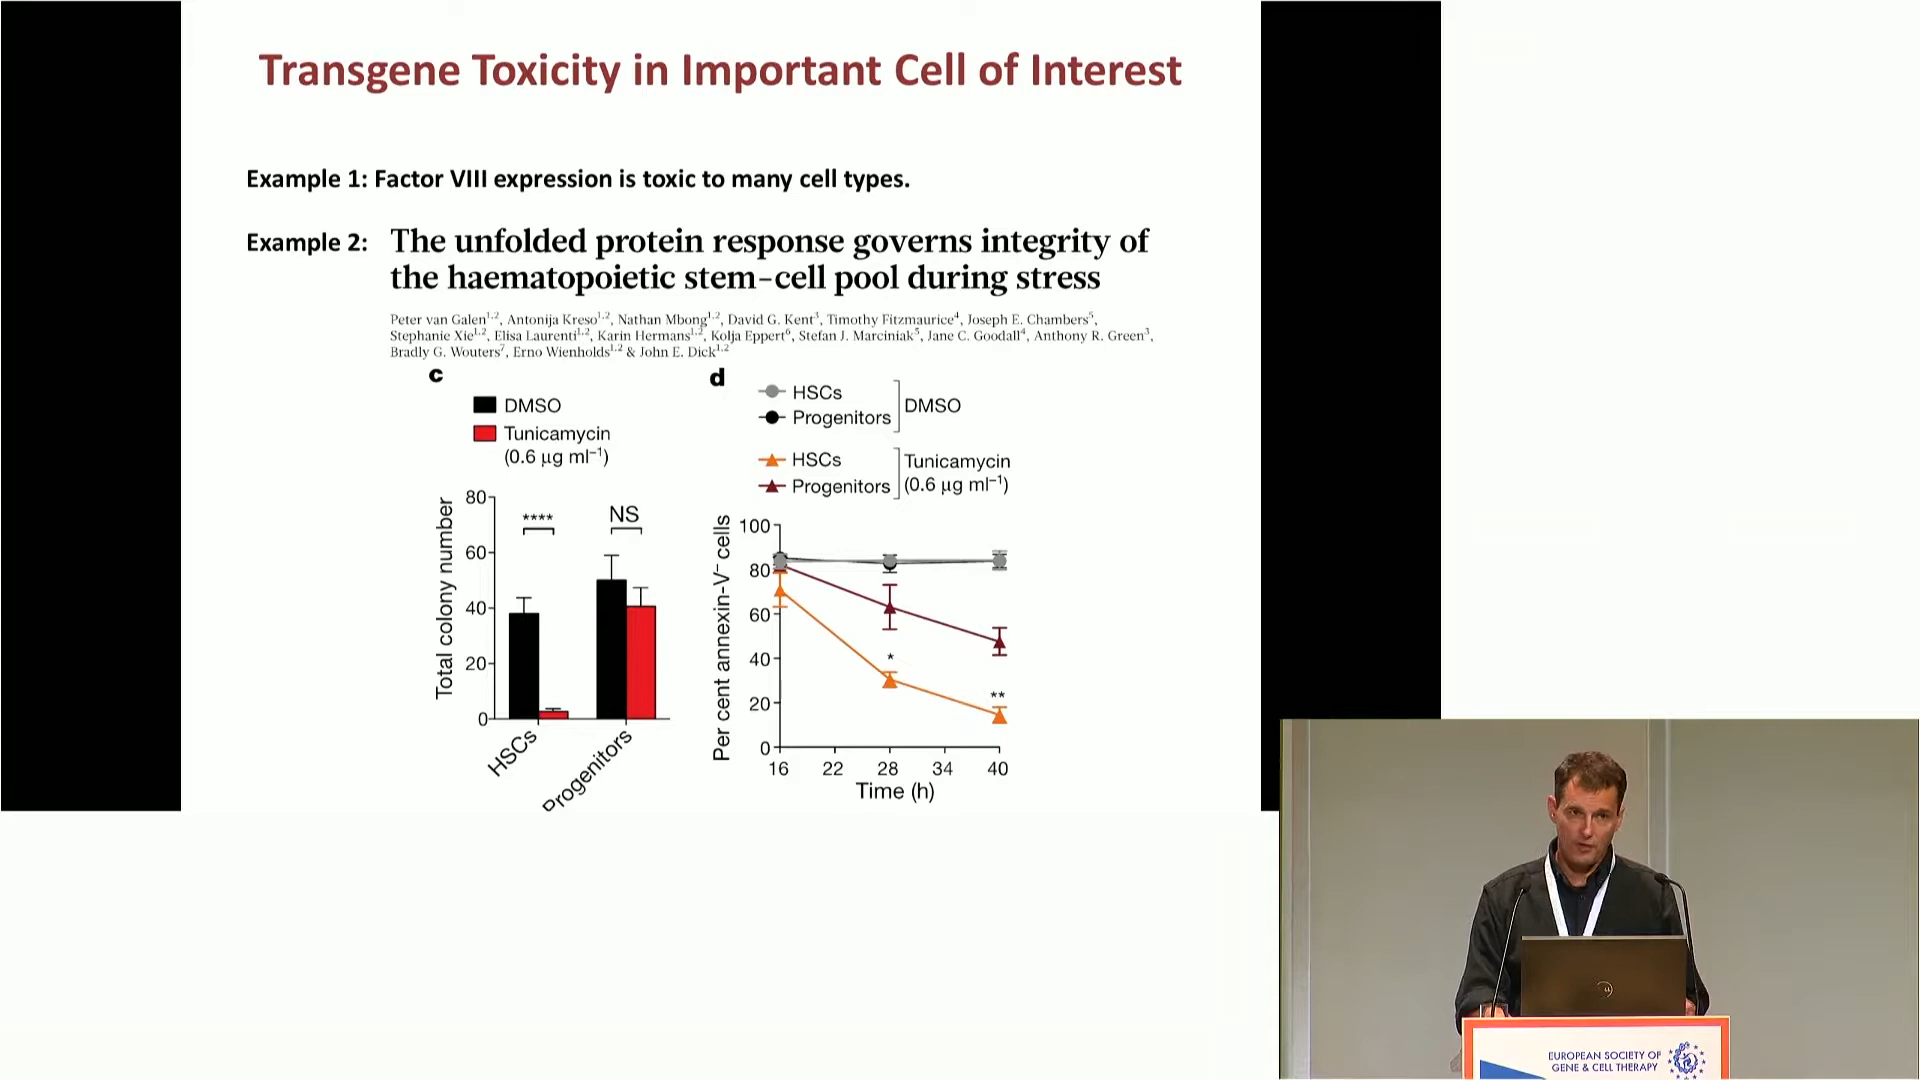 Transgene Toxicity in Important Cell of Interest
Example 1: Factor VIII expression is toxic to many cell types.
Example 2: The unfolded protein response governs integrity of
the haematopoietic stem-cell pool during stress
Peter van Galen1,2, Antonija Kreso1,2, Nathan Mbong1,2, David G. Kent3, Timothy Fitzmaurice4, Joseph E. Chambers5,
Stephanie Xie1,2, Elisa Laurenti1,2, Karin Hermans1,2, Kolja Eppert6, Stefan J. Marciniak5, Jane C. Goodall4, Anthony R. Green3,
Bradly G. Wouters7, Erno Wienholds1,2 & John E. Dick1,2
c
DMSO
Tunicamycin
(0.6 µg ml−1)
Total colony number
80
60
40
20
0
****
NS
HSCs
Progenitors
d
HSCs
Progenitors
DMSO
HSCs
Progenitors
Tunicamycin
(0.6 µg ml−1)
Per cent annexin-V− cells
100
80
60
40
20
0
*
**
16 22 28 34 40
Time (h)
EUROPEAN SOCIETY OF
GENE & CELL THERAPY